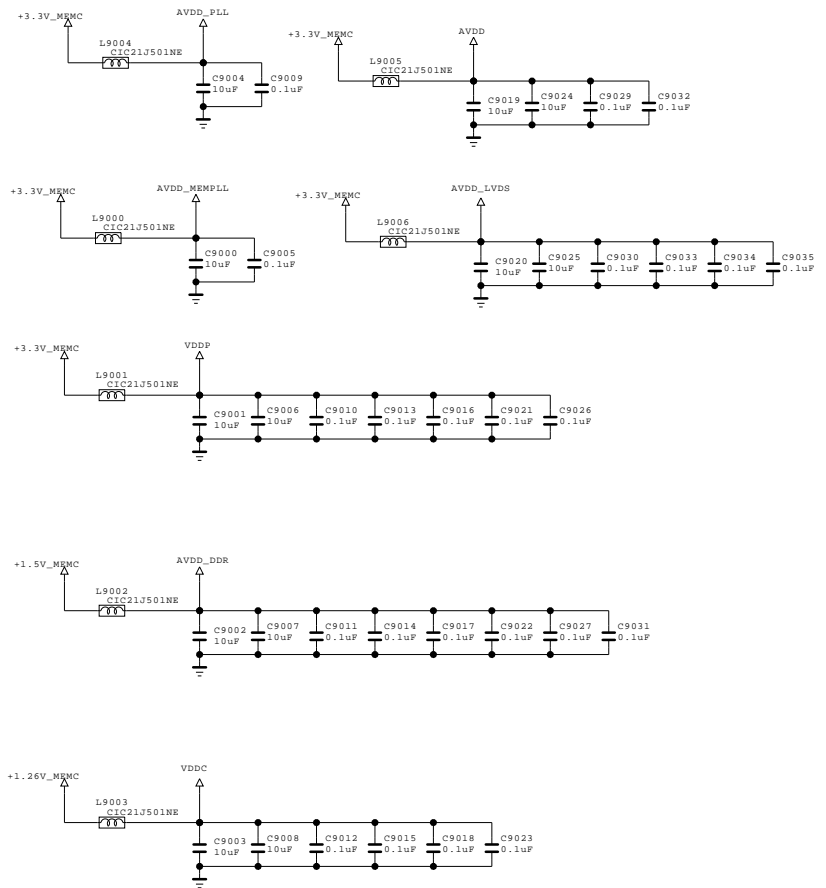 +3.3V_MEMC
AVDD_PLL
L9004
CIC21J501NE
C9004
10uF
C9009
0.1uF
+3.3V_MEMC
AVDD
L9005
CIC21J501NE
C9019
10uF
C9024
10uF
C9029
0.1uF
C9032
0.1uF
+3.3V_MEMC
AVDD_MEMPLL
L9000
CIC21J501NE
C9000
10uF
C9005
0.1uF
+3.3V_MEMC
AVDD_LVDS
L9006
CIC21J501NE
C9020
10uF
C9025
10uF
C9030
0.1uF
C9033
0.1uF
C9034
0.1uF
C9035
0.1uF
+3.3V_MEMC
VDDP
L9001
CIC21J501NE
C9001
10uF
C9006
10uF
C9010
0.1uF
C9013
0.1uF
C9016
0.1uF
C9021
0.1uF
C9026
0.1uF
+1.5V_MEMC
AVDD_DDR
L9002
CIC21J501NE
C9002
10uF
C9007
10uF
C9011
0.1uF
C9014
0.1uF
C9017
0.1uF
C9022
0.1uF
C9027
0.1uF
C9031
0.1uF
+1.26V_MEMC
VDDC
L9003
CIC21J501NE
C9003
10uF
C9008
10uF
C9012
0.1uF
C9015
0.1uF
C9018
0.1uF
C9023
0.1uF